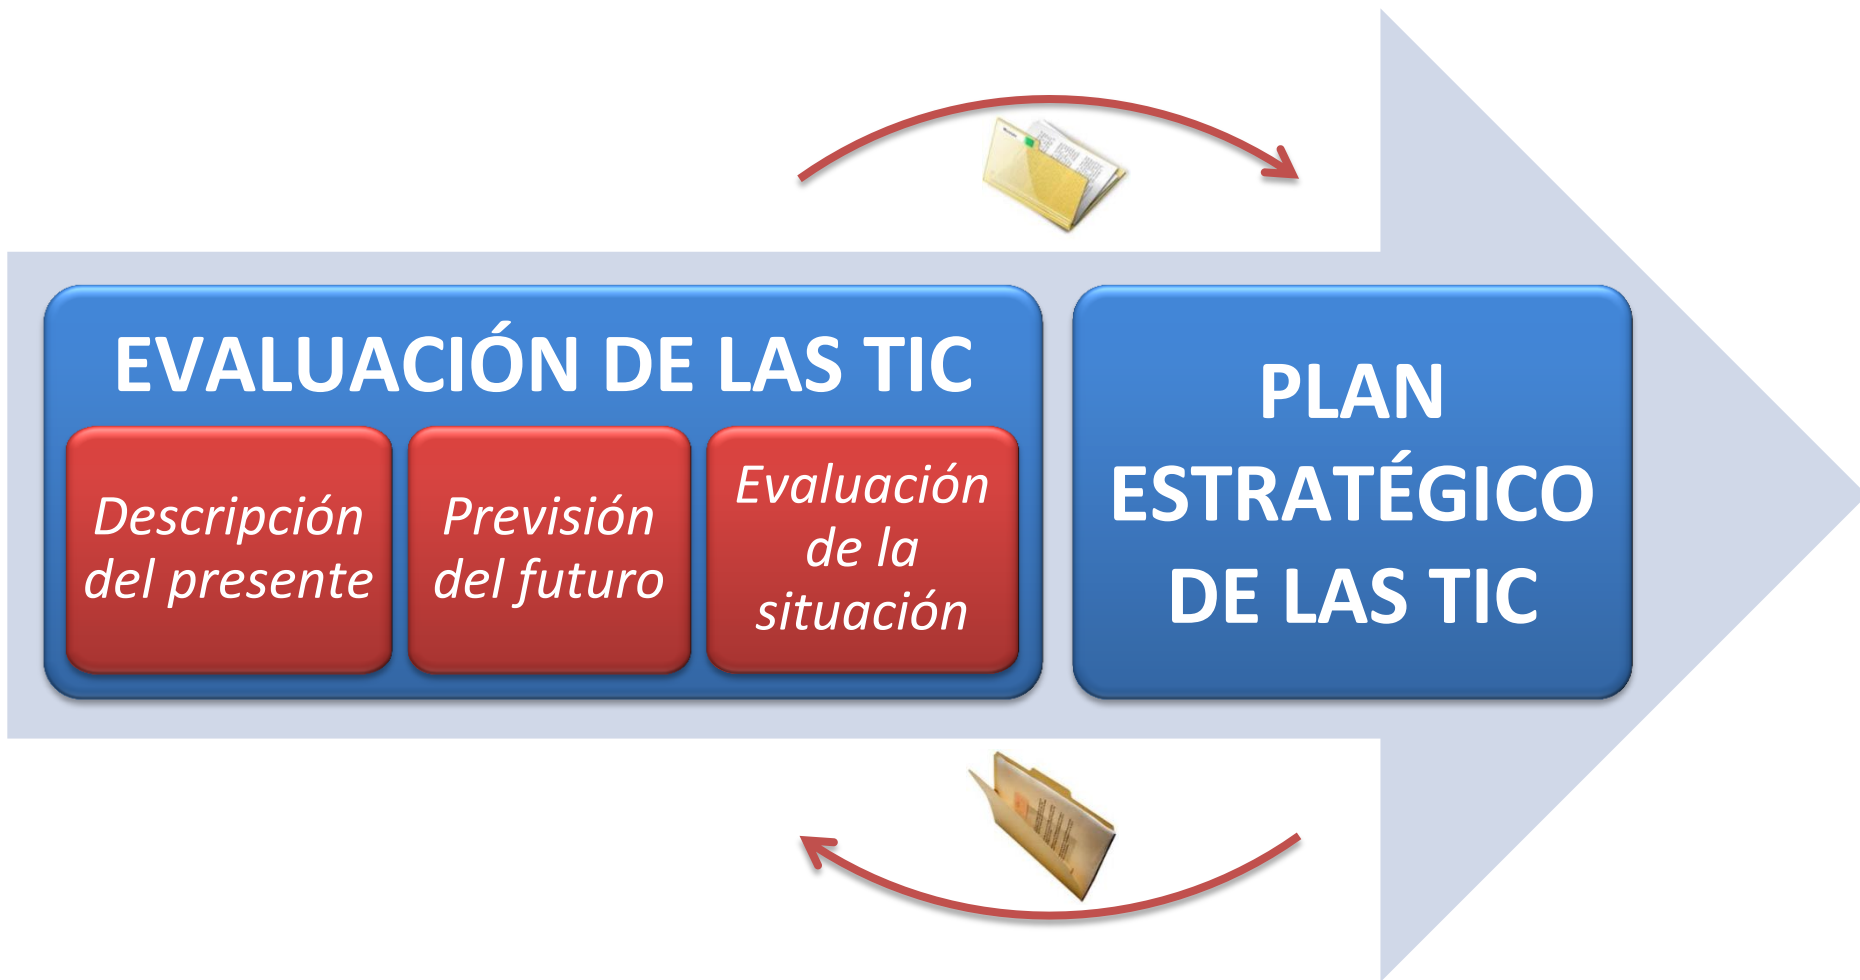 EVALUACIÓN DE LAS TIC
Descripción
del presente
Previsión
del futuro
Evaluación
de la
situación
PLAN
ESTRATÉGICO
DE LAS TIC